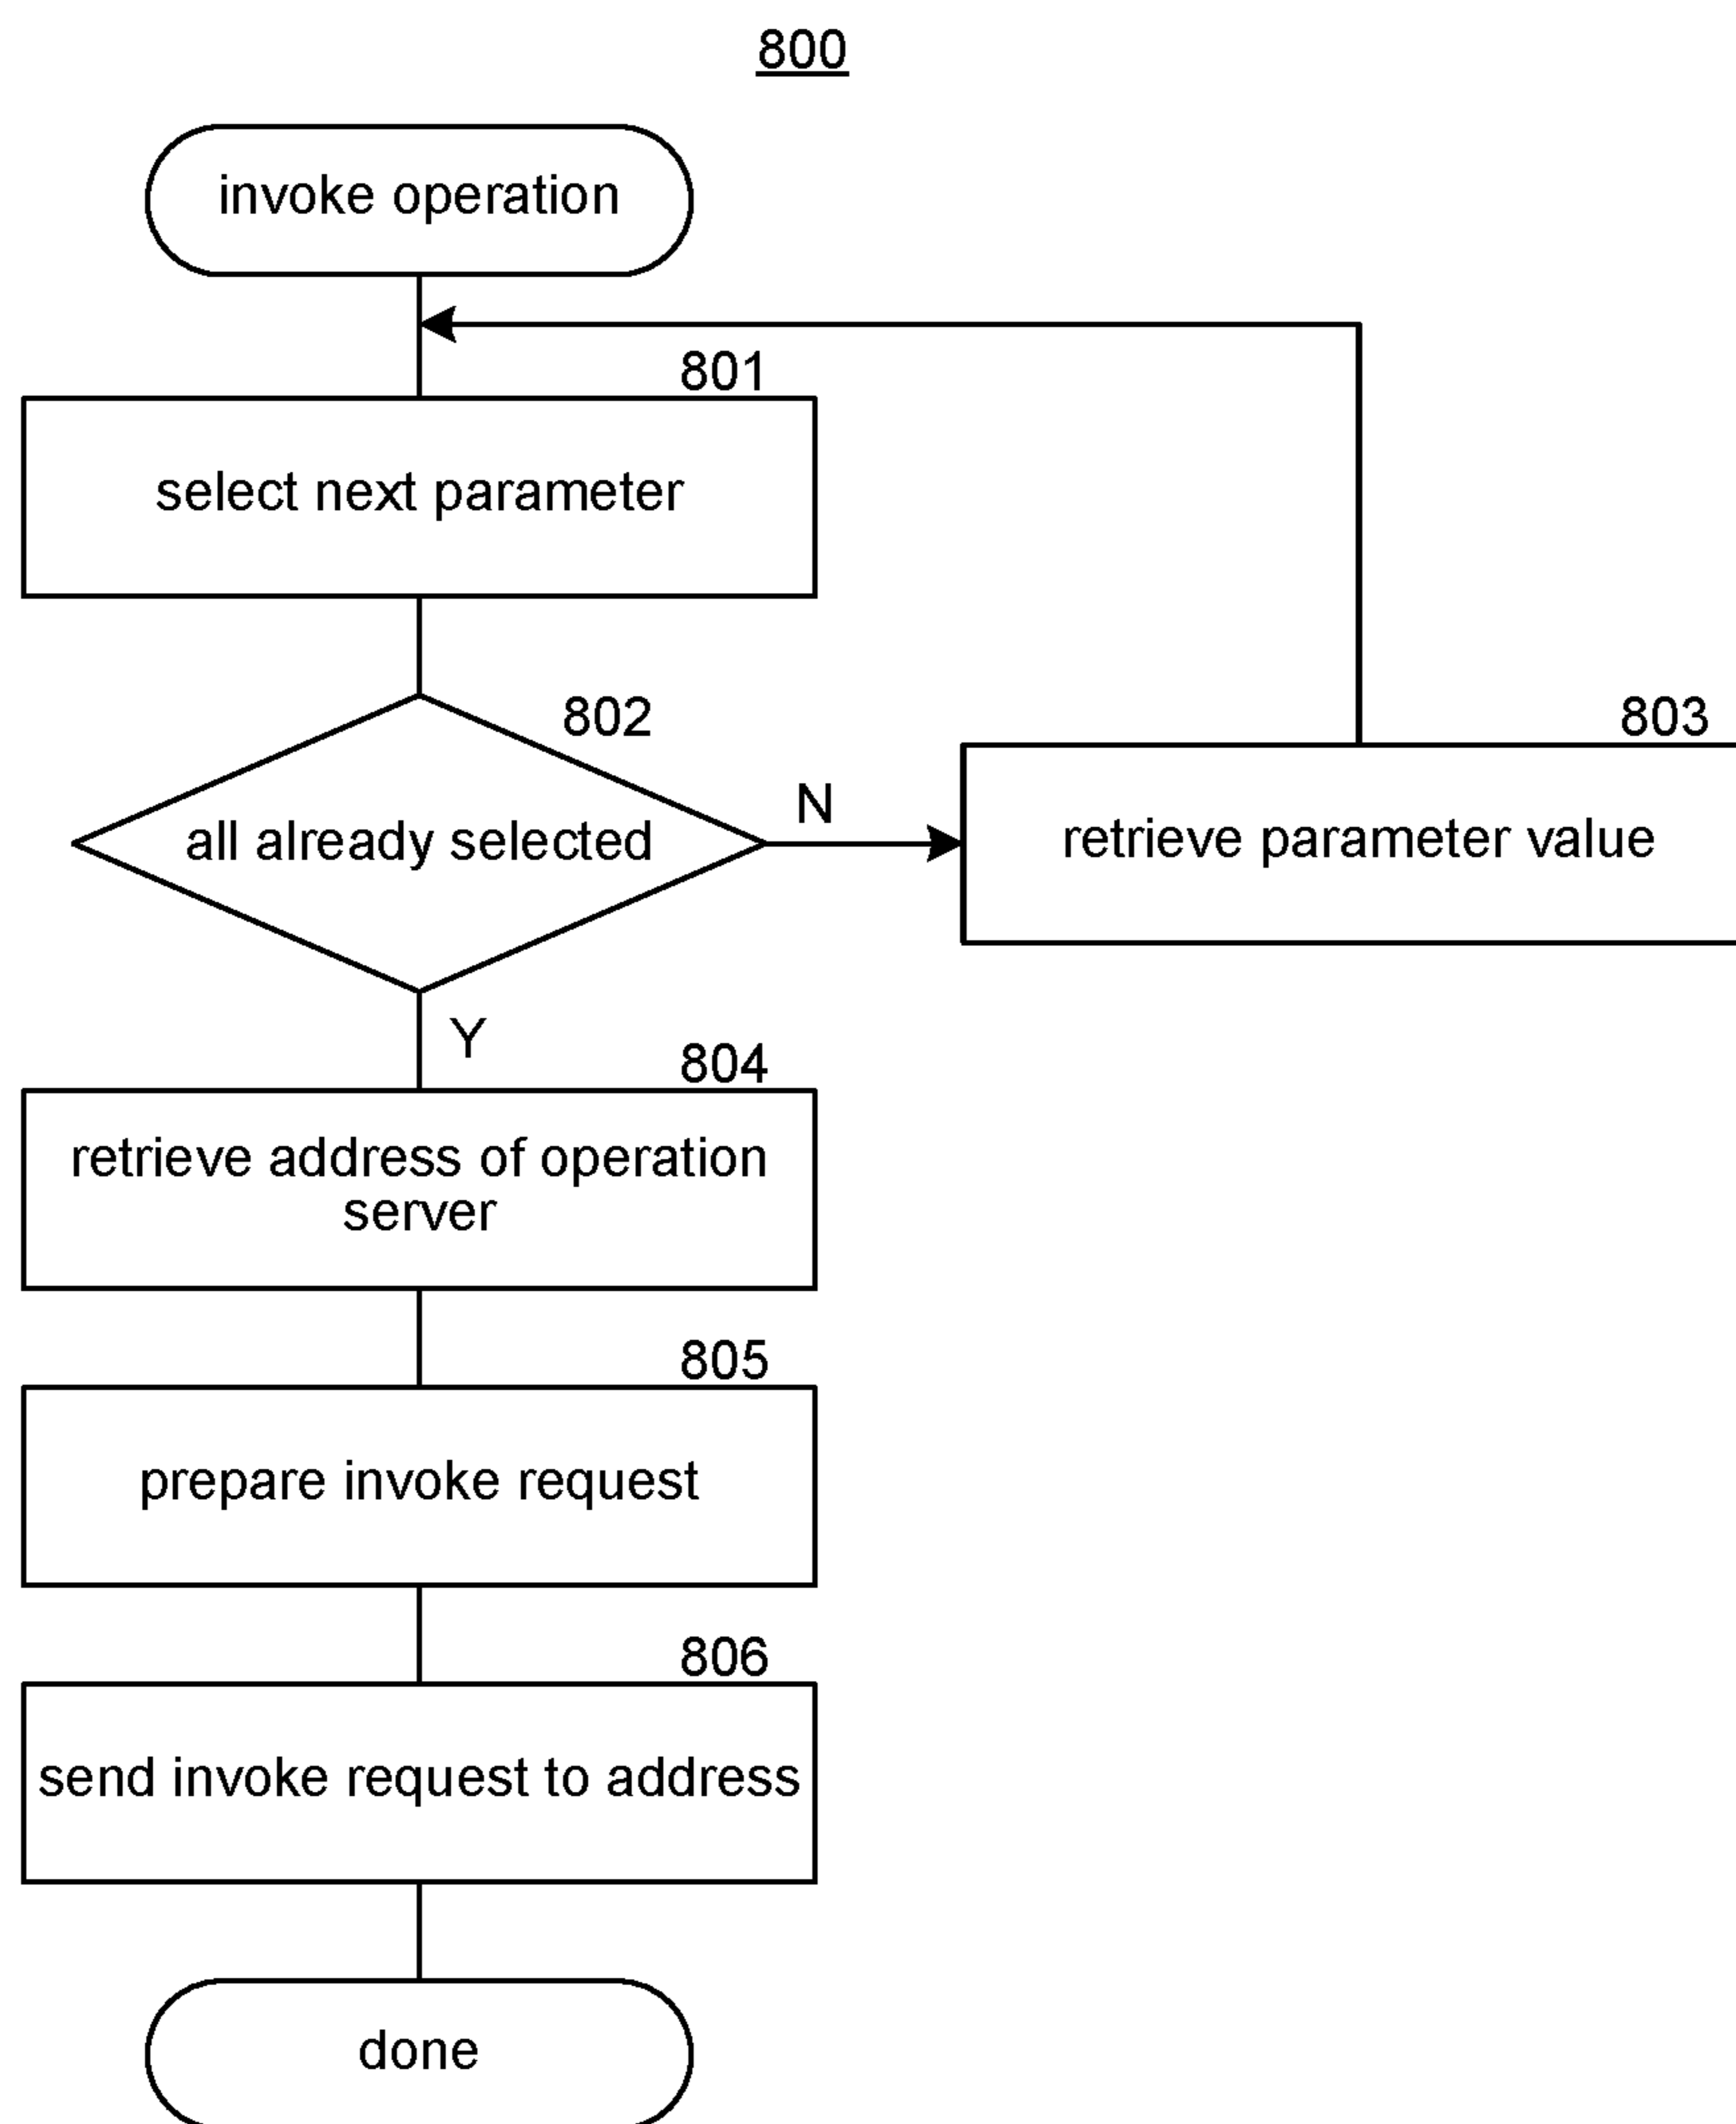 800
invoke operation
801
select next parameter
802
all already selected
N
803
retrieve parameter value
Y
804
retrieve address of operation
server
805
prepare invoke request
806
send invoke request to address
done